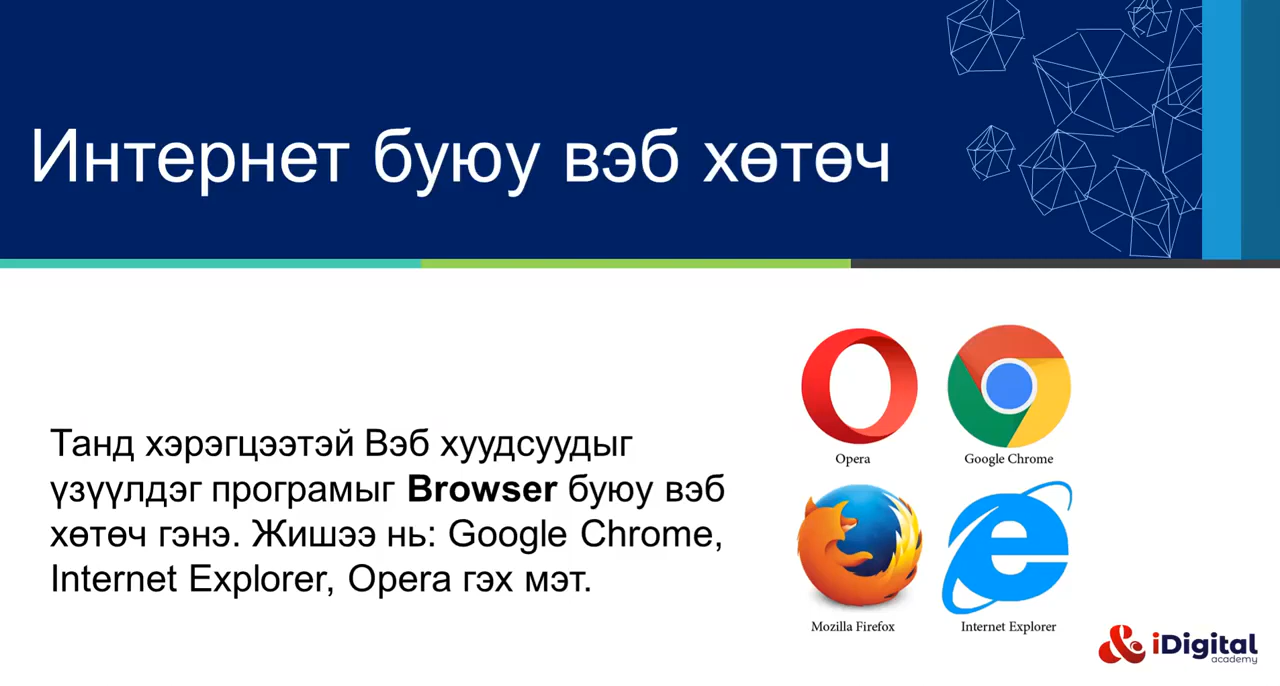 Интернет буюу вэб хөтөч
Танд хэрэгцээтэй Вэб хуудсуудыг
үзүүлдэг програмыг Browser буюу вэб
хөтөч гэнэ. Жишээ нь: Google Chrome,
Internet Explorer, Opera гэх мэт.
Opera
Google Chrome
Mozilla Firefox
Internet Explorer
& iDigital
academy